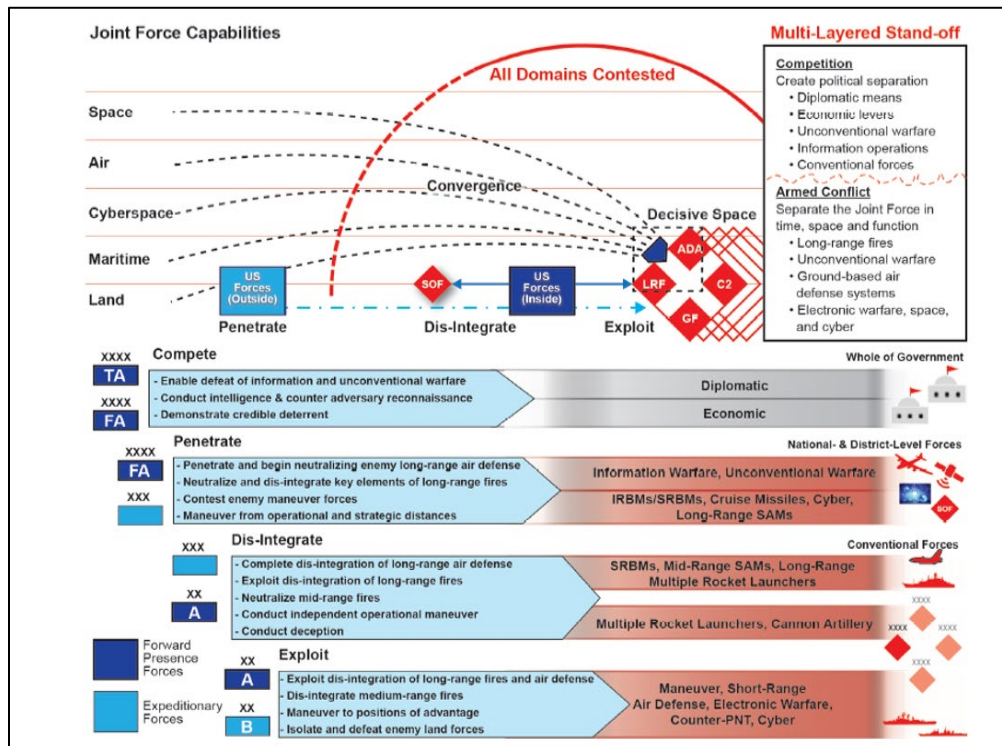 Joint Force Capabilities
Multi-Layered Stand-off
All Domains Contested
Space
Air
Cyberspace
Maritime
Land
Convergence
Decisive Space
ADA
LRF
C2
GF
US
Forces
(Outside)
SOF
US
Forces
(Inside)
Penetrate
Dis-Integrate
Exploit
Competition
Create political separation
• Diplomatic means
• Economic levers
• Unconventional warfare
• Information operations
• Conventional forces
Armed Conflict
Separate the Joint Force in
time, space and function
• Long-range fires
• Unconventional warfare
• Ground-based air
defense systems
• Electronic warfare, space,
and cyber
Compete
XXXX
TA
XXXX
FA
- Enable defeat of information and unconventional warfare
- Conduct intelligence & counter adversary reconnaissance
- Demonstrate credible deterrent
Diplomatic
Economic
Whole of Government
Penetrate
XXXX
FA
XXX
- Penetrate and begin neutralizing enemy long-range air defense
- Neutralize and dis-integrate key elements of long-range fires
- Contest enemy maneuver forces
- Maneuver from operational and strategic distances
Information Warfare, Unconventional Warfare
IRBMs/SRBMs, Cruise Missiles, Cyber,
Long-Range SAMs
National- & District-Level Forces
SOF
Dis-Integrate
XXX
XX
A
- Complete dis-integration of long-range air defense
- Exploit dis-integration of long-range fires
- Neutralize mid-range fires
- Conduct independent operational maneuver
- Conduct deception
SRBMs, Mid-Range SAMs, Long-Range
Multiple Rocket Launchers
Multiple Rocket Launchers, Cannon Artillery
Conventional Forces
XXXX
XXXX
XXXX
XXXX
Exploit
XX
A
XX
B
- Exploit dis-integration of long-range fires and air defense
- Dis-integrate medium-range fires
- Maneuver to positions of advantage
- Isolate and defeat enemy land forces
Maneuver, Short-Range
Air Defense, Electronic Warfare,
Counter-PNT, Cyber
Forward
Presence
Forces
Expeditionary
Forces